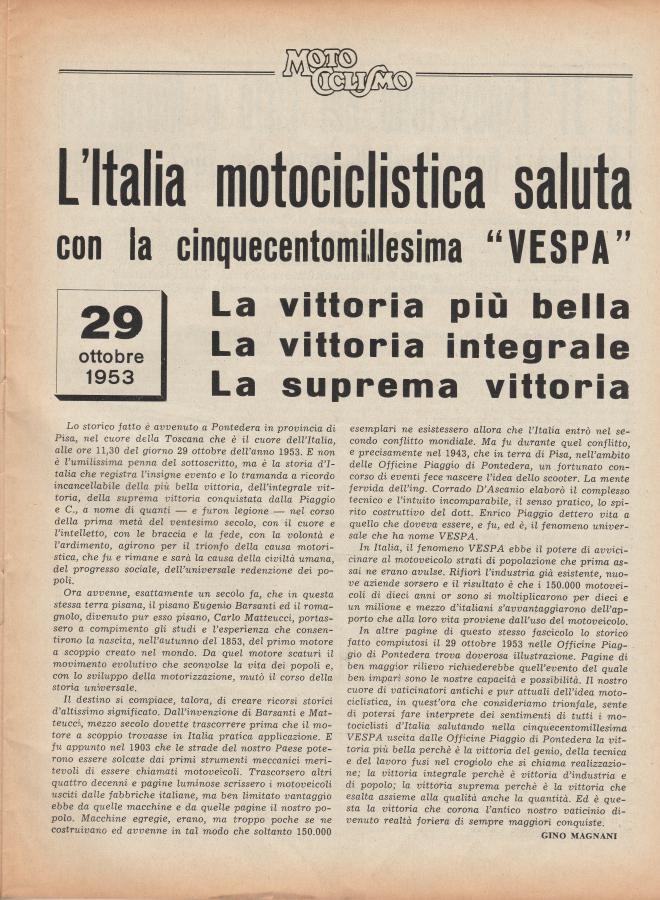 MOTO
CICLISMO
L'Italia motociclistica saluta
con la cinquecentomillesima "VESPA"
29
ottobre
1953
La vittoria più bella
La vittoria integrale
La suprema vittoria
Lo storico fatto è avvenuto a Pontedera in provincia di
Pisa, nel cuore della Toscana che è il cuore dell'Italia,
alle ore 11,30 del giorno 29 ottobre dell'anno 1953. E non
è l'umilissima penna del sottoscritto, ma è la storia d'I-
talia che registra l'insigne evento e lo tramanda a ricordo
incancellabile della più bella vittoria, dell'integrale vit-
toria, della suprema vittoria conquistata dalla Piaggio
e C., a nome di quanti — e furon legione — nel corso
della prima metà del ventesimo secolo, con il cuore e
l'intelletto, con le braccia e la fede, con la volontà e
l'ardimento, agirono per il trionfo della causa motori-
stica, che fu e rimane e sarà la causa della civiltà umana,
del progresso sociale, dell'universale redenzione dei po-
poli.
Ora avvenne, esattamente un secolo fa, che in questa
stessa terra pisana, il pisano Eugenio Barsanti ed il roma-
gnolo, divenuto pur esso pisano, Carlo Matteucci, portas-
sero a compimento gli studi e l'esperienza che consen-
tirono la nascita, nell'autunno del 1853, del primo motore
a scoppio creato nel mondo. Da quel motore scaturì il
movimento evolutivo che sconvolse la vita dei popoli e,
con lo sviluppo della motorizzazione, mutò il corso della
storia universale.
Il destino si compiace, talora, di creare ricorsi storici
d'altissimo significato. Dall'invenzione di Barsanti e Mat-
teucci, mezzo secolo dovette trascorrere prima che il mo-
tore a scoppio trovasse in Italia pratica applicazione. E
fu appunto nel 1903 che le strade del nostro Paese pote-
rono essere solcate dai primi strumenti meccanici meri-
tevoli di essere chiamati motoveicoli. Trascorsero altri
quattro decenni e pagine luminose scrissero i motoveicoli
usciti dalle fabbriche italiane, ma ben limitato vantaggio
ebbe da quelle macchine e da quelle pagine il nostro po-
polo. Macchine egregie, erano, ma troppo poche se ne
costruivano ed avvenne in tal modo che soltanto 150.000
esemplari ne esistessero allora che l'Italia entrò nel se-
condo conflitto mondiale. Ma fu durante quel conflitto,
e precisamente nel 1943, che in terra di Pisa, nell'ambito
delle Officine Piaggio di Pontedera, un fortunato con-
corso di eventi fece nascere l'idea dello scooter. La mente
fervida dell'ing. Corrado D'Ascanio elaborò il complesso
tecnico e l'intuito incomparabile, il senso pratico, lo spi-
rito costruttivo del dott. Enrico Piaggio dettero vita a
quello che doveva essere, e fu, ed è, il fenomeno univer-
sale che ha nome VESPA.
In Italia, il fenomeno VESPA ebbe il potere di avvici-
cinare al motoveicolo strati di popolazione che prima as-
sai ne erano avulse. Rifiorì l'industria già esistente, nuo-
ve aziende sorsero e il risultato è che i 150.000 motovei-
coli di dieci anni or sono si moltiplicarono per dieci e
un milione e mezzo d'italiani s'avvantaggiarono dell'ap-
porto che alla loro vita proviene dall'uso del motoveicolo.
In altre pagine di questo stesso fascicolo lo storico
fatto compiutosi il 29 ottobre 1953 nelle Officine Piag-
gio di Pontedera trova doverosa illustrazione. Pagine di
ben maggior rilievo richiederebbe quell'evento del quale
ben impari sono le nostre capacità e possibilità. Il nostro
cuore di vaticinatori antichi e pur attuali dell'idea moto-
ciclistica, in quest'ora che consideriamo trionfale, sente
di potersi fare interprete dei sentimenti di tutti i mo-
tociclisti d'Italia salutando nella cinquecentomillesima
VESPA uscita dalle Officine Piaggio di Pontedera la vit-
toria più bella perchè è la vittoria del genio, della tecnica
e del lavoro fusi nel crogiolo che si chiama realizzazio-
ne; la vittoria integrale perchè è vittoria d'industria e
di popolo; la vittoria suprema perchè è la vittoria che
esalta assieme alla qualità anche la quantità. Ed è que-
sta la vittoria che corona l'antico nostro vaticinio di-
venuto realtà foriera di sempre maggiori conquiste.
GINO MAGNANI